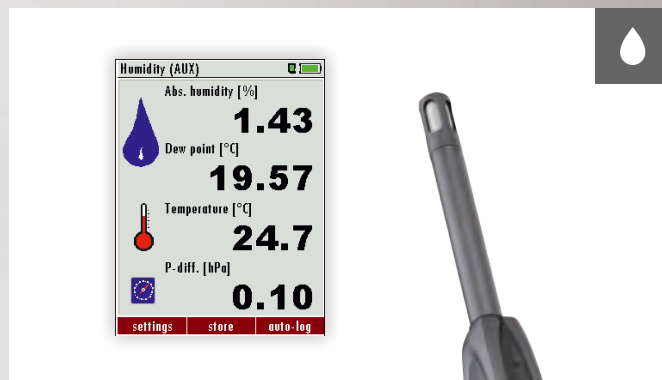 Humidity (AUX)
Abs. humidity [%]
1.43
Dew point [°C]
19.57
Temperature [°C]
24.7
P-diff. [hPa]
0.10
settings store auto-log